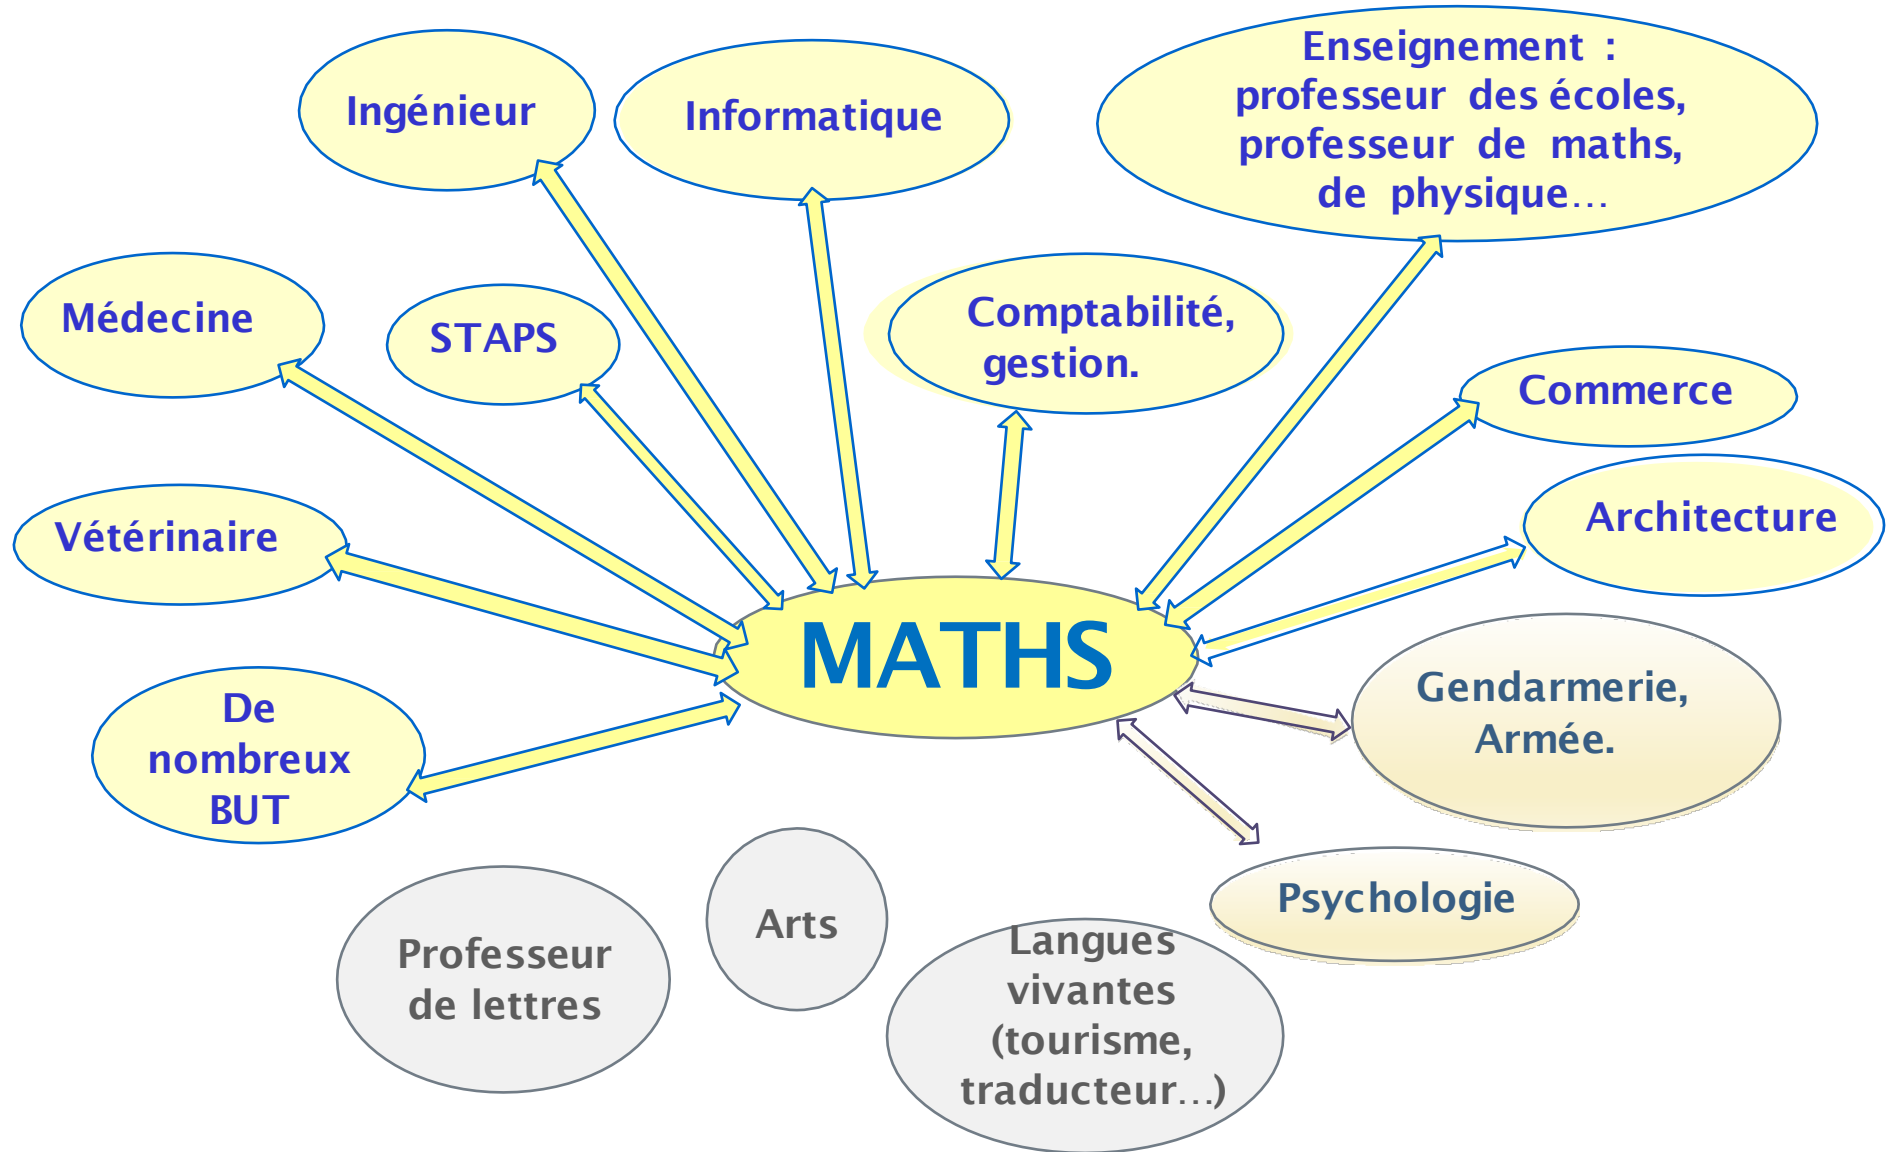 Ingénieur
Informatique
Enseignement :
professeur des écoles,
professeur de maths,
de physique…
Médecine
STAPS
Comptabilité,
gestion.
Commerce
Vétérinaire
Architecture
MATHS
De
nombreux
BUT
Gendarmerie,
Armée.
Psychologie
Professeur
de lettres
Arts
Langues
vivantes
(tourisme,
traducteur…)